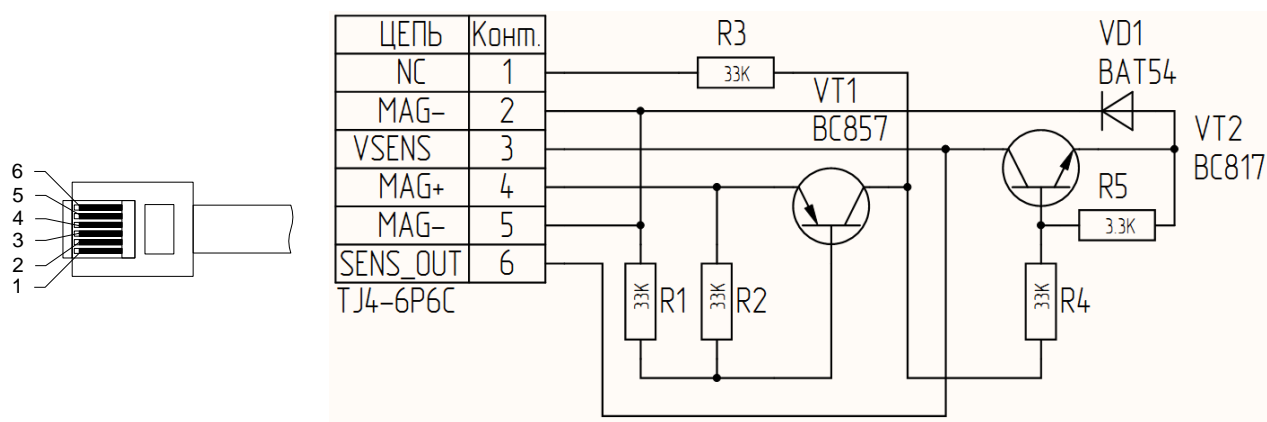 6
5
4
3
2
1
ЦЕПЬ Конт.
NC 1
MAG– 2
VSENS 3
MAG+ 4
MAG– 5
SENS_OUT 6
TJ4–6P6C
R3
33K
VT1
BC857
VD1
BAT54
VT2
BC817
R5
3.3K
33K R1
33K R2
33K R4